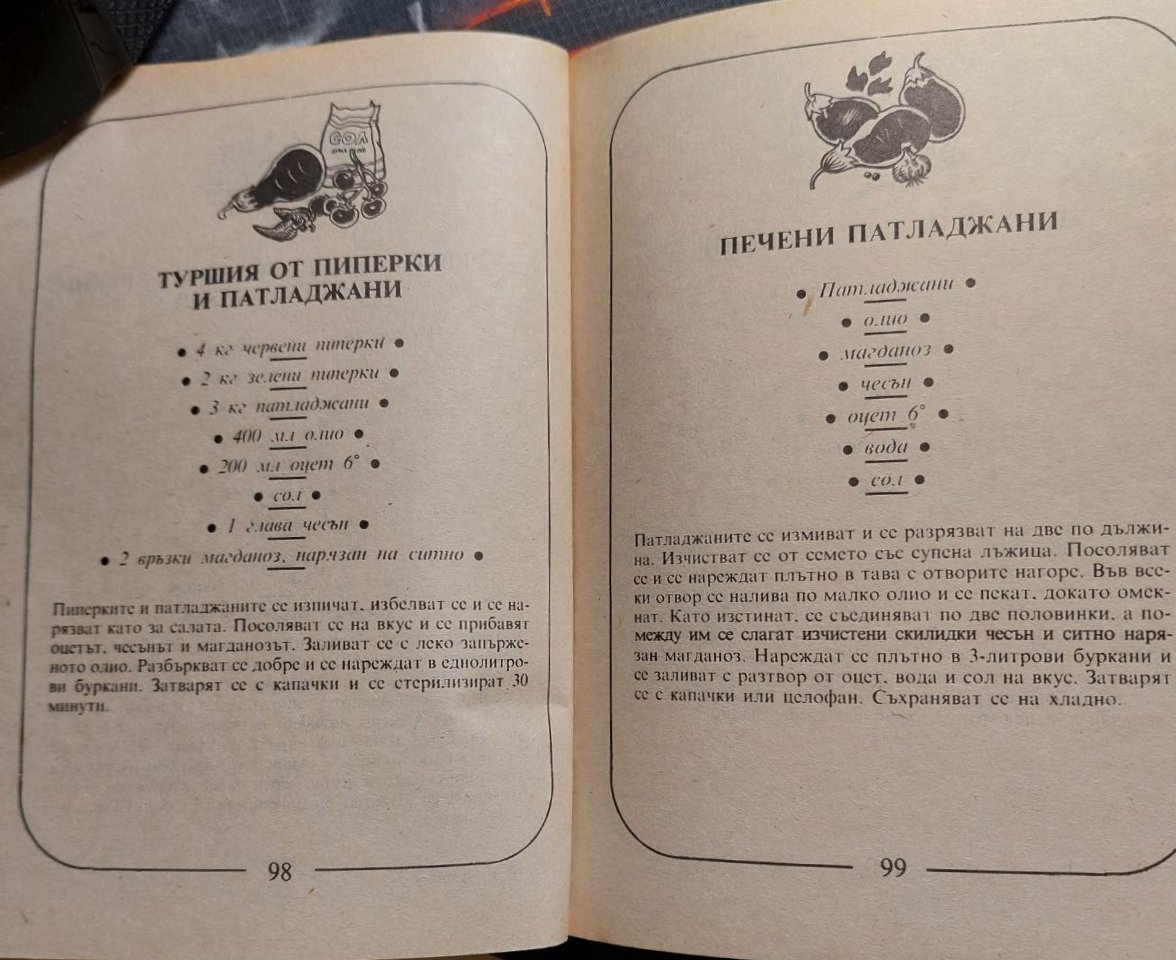 СОЛ
ТУРШИЯ ОТ ПИПЕРКИ
И ПАТЛАДЖАНИ
• 4 кг червени пиперки •
• 2 кг зелени пиперки •
• 3 кг патладжани •
• 400 мл олио •
• 200 мл оцет 6° •
• сол •
• 1 глава чесън •
• 2 връзки магданоз, нарязан на ситно •
Пиперките и патладжаните се изпичат, избелват се и се на-
рязват като за салата. Посоляват се на вкус и се прибавят
оцетът, чесънът и магданозът. Заливат се с леко запърже-
ното олио. Разбъркват се добре и се нареждат в еднолитро-
ви буркани. Затварят се с капачки и се стерилизират 30
минути.
98
ПЕЧЕНИ ПАТЛАДЖАНИ
• Патладжани •
• олио •
• магданоз •
• чесън •
• оцет 6° •
• вода •
• сол •
Патладжаните се измиват и се разрязват на две по дължи-
на. Изчистват се от семето със супена лъжица. Посоляват
се и се нареждат плътно в тава с отворите нагоре. Във все-
ки отвор се налива по малко олио и се пекат, докато омек-
нат. Като изстинат, се съединяват по две половинки, а по-
между им се слагат изчистени скилидки чесън и ситно наря-
зан магданоз. Нареждат се плътно в 3-литрови буркани и
се заливат с разтвор от оцет, вода и сол на вкус. Затварят
се с капачки или целофан. Съхраняват се на хладно.
99